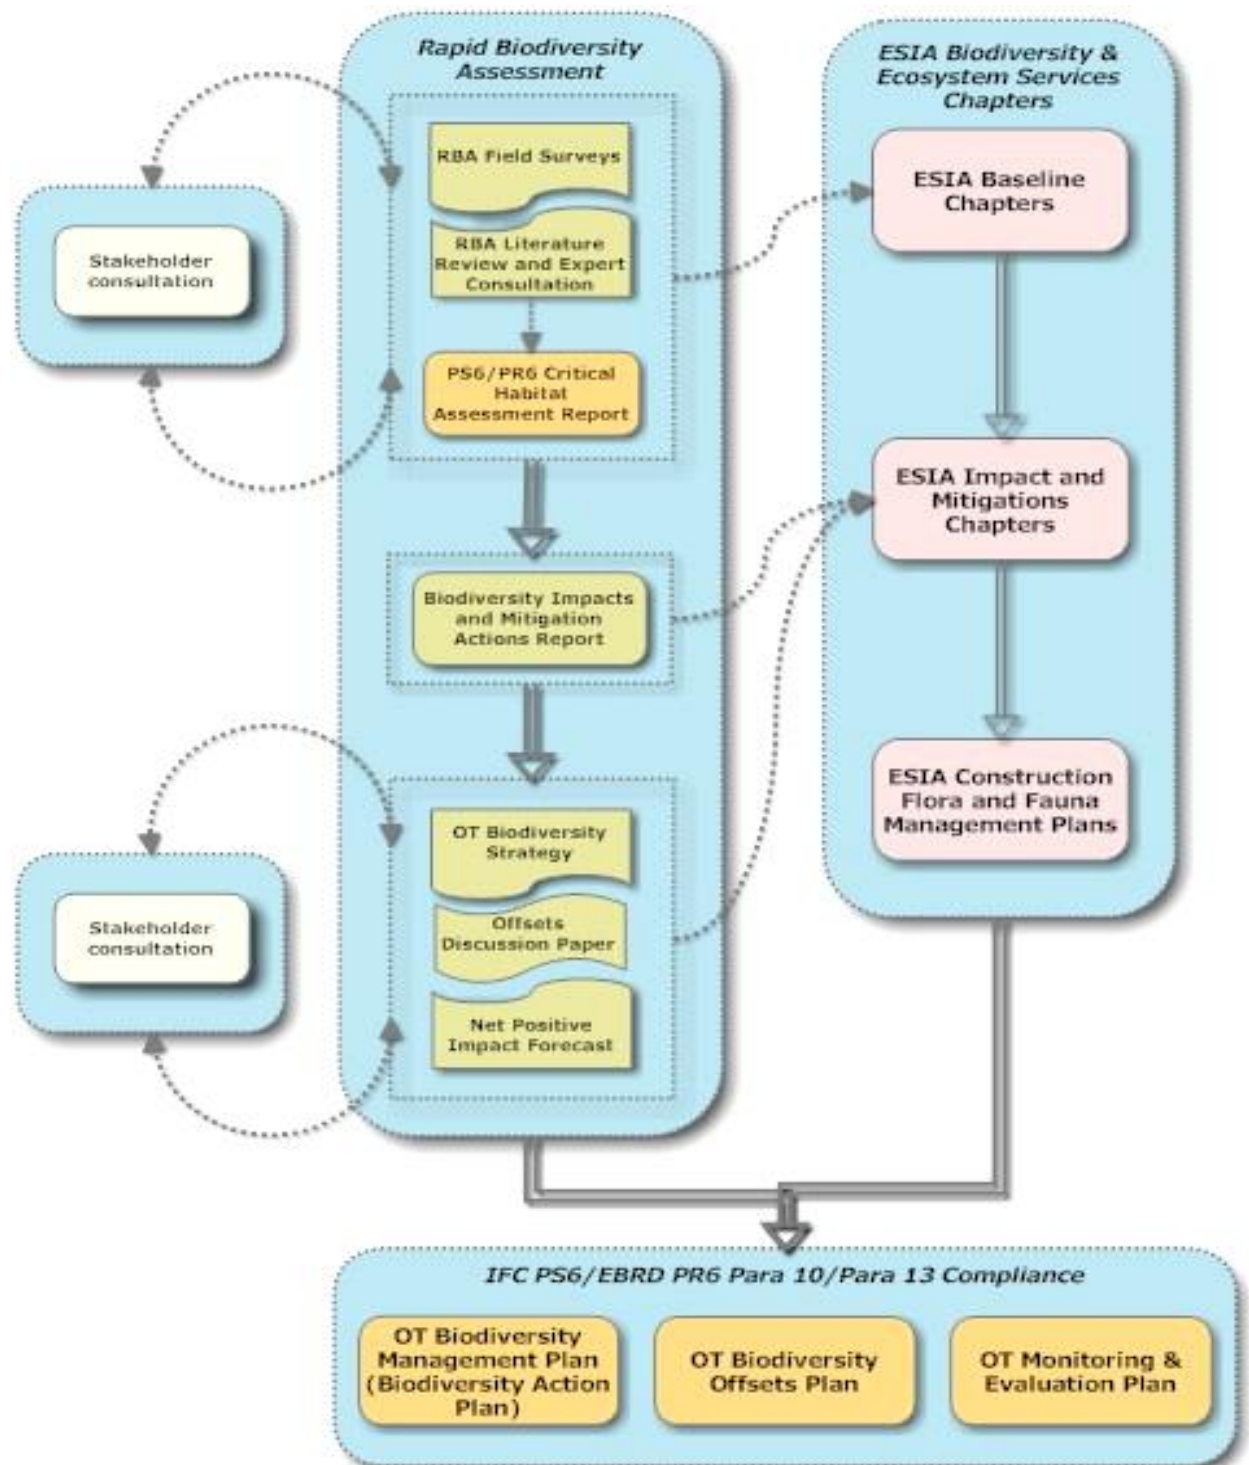 Rapid Biodiversity
Assessment
RBA Field Surveys
RBA Literature
Review and Expert
Consultation
PS6/PR6 Critical
Habitat
Assessment Report
Stakeholder
consultation
Biodiversity Impacts
and Mitigation
Actions Report
OT Biodiversity
Strategy
Offsets
Discussion Paper
Net Positive
Impact Forecast
Stakeholder
consultation
ESIA Biodiversity &
Ecosystem Services
Chapters
ESIA Baseline
Chapters
ESIA Impact and
Mitigations
Chapters
ESIA Construction
Flora and Fauna
Management Plans
IFC PS6/EBRD PR6 Para 10/Para 13 Compliance
OT Biodiversity
Management Plan
(Biodiversity Action
Plan)
OT Biodiversity
Offsets Plan
OT Monitoring &
Evaluation Plan